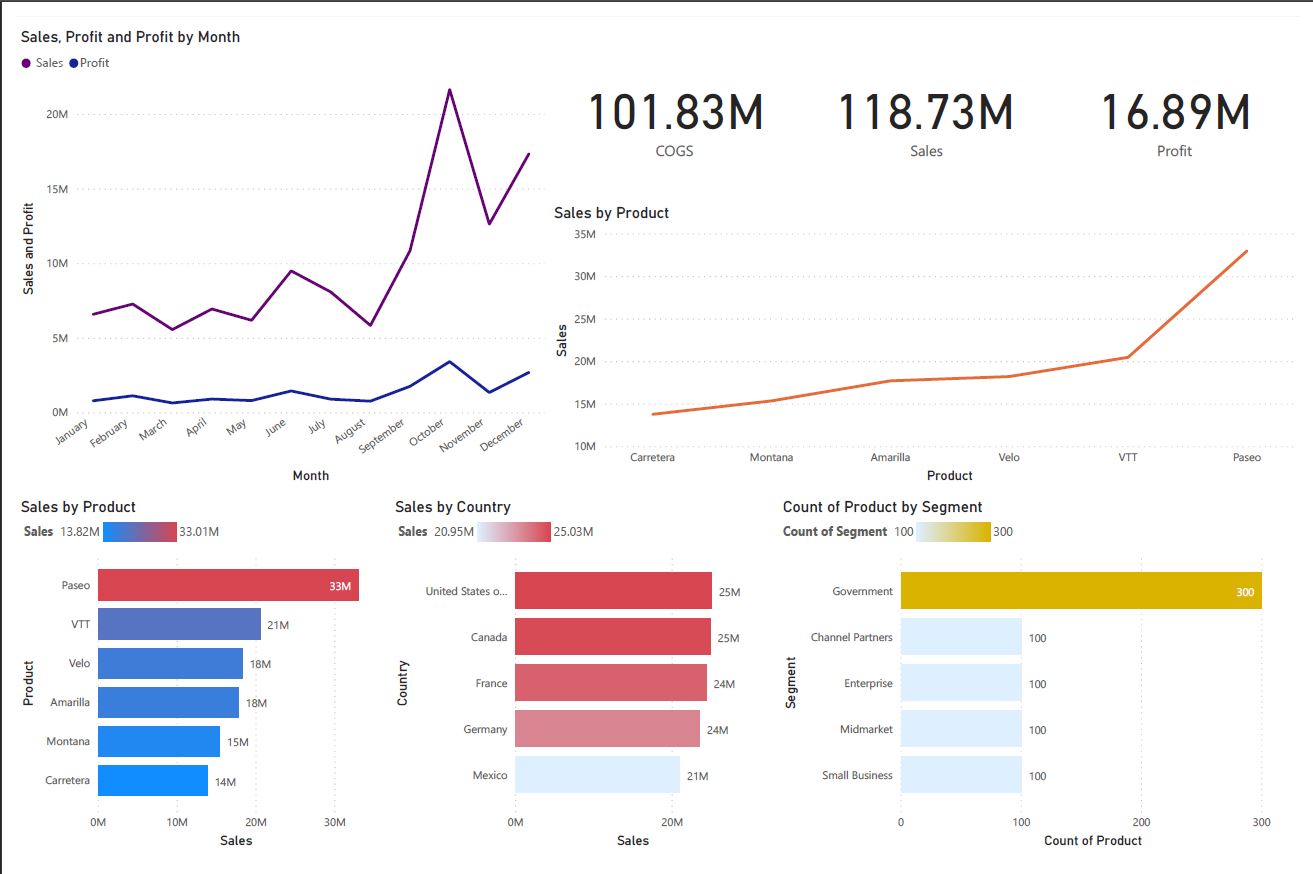 Sales, Profit and Profit by Month
Sales Profit
20M
15M
10M
5M
0M
Sales and Profit
January February March April May June July August September October November December
Month
101.83M 118.73M 16.89M
COGS Sales Profit
Sales by Product
35M
30M
25M
20M
15M
10M
Sales
Carretera Montana Amarilla Velo VTT Paseo
Product
Sales by Product
Sales 13.82M 33.01M
Product
Paseo 33M
VTT 21M
Velo 18M
Amarilla 18M
Montana 15M
Carretera 14M
0M 10M 20M 30M
Sales
Sales by Country
Sales 20.95M 25.03M
Country
United States o... 25M
Canada 25M
France 24M
Germany 24M
Mexico 21M
0M 20M
Sales
Count of Product by Segment
Count of Segment 100 300
Segment
Government 300
Channel Partners 100
Enterprise 100
Midmarket 100
Small Business 100
0 100 200 300
Count of Product